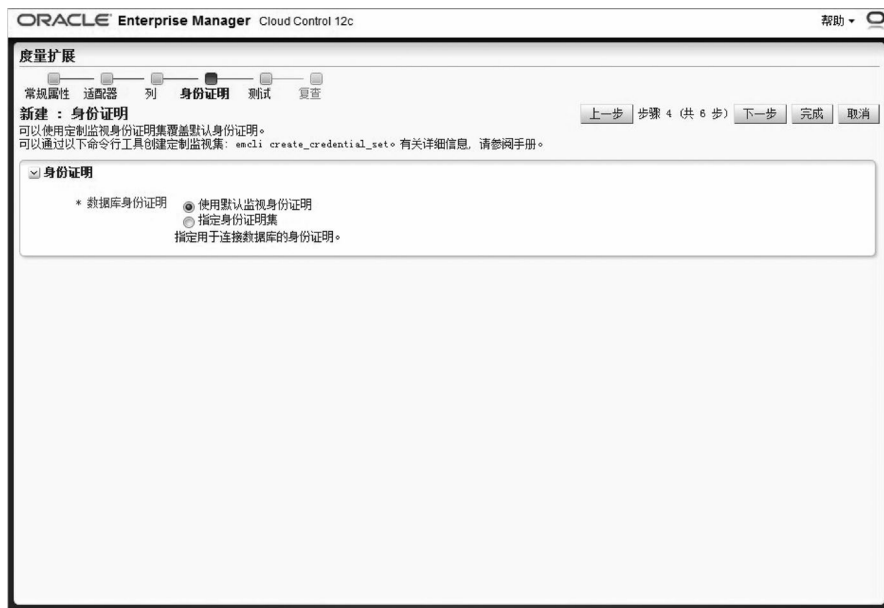 ORACLE Enterprise Manager Cloud Control 12c 帮助
度量扩展
常规属性 适配器 列 身份证明 测试 复查
新建 : 身份证明 上一步 步骤 4 (共 6 步) 下一步 完成 取消
可以使用定制监视身份证明集覆盖默认身份证明。
可以通过以下命令行工具创建定制监视集: emcli create_credential_set。有关详细信息, 请参阅手册。
身份证明
* 数据库身份证明 使用默认监视身份证明
指定身份证明集
指定用于连接数据库的身份证明。